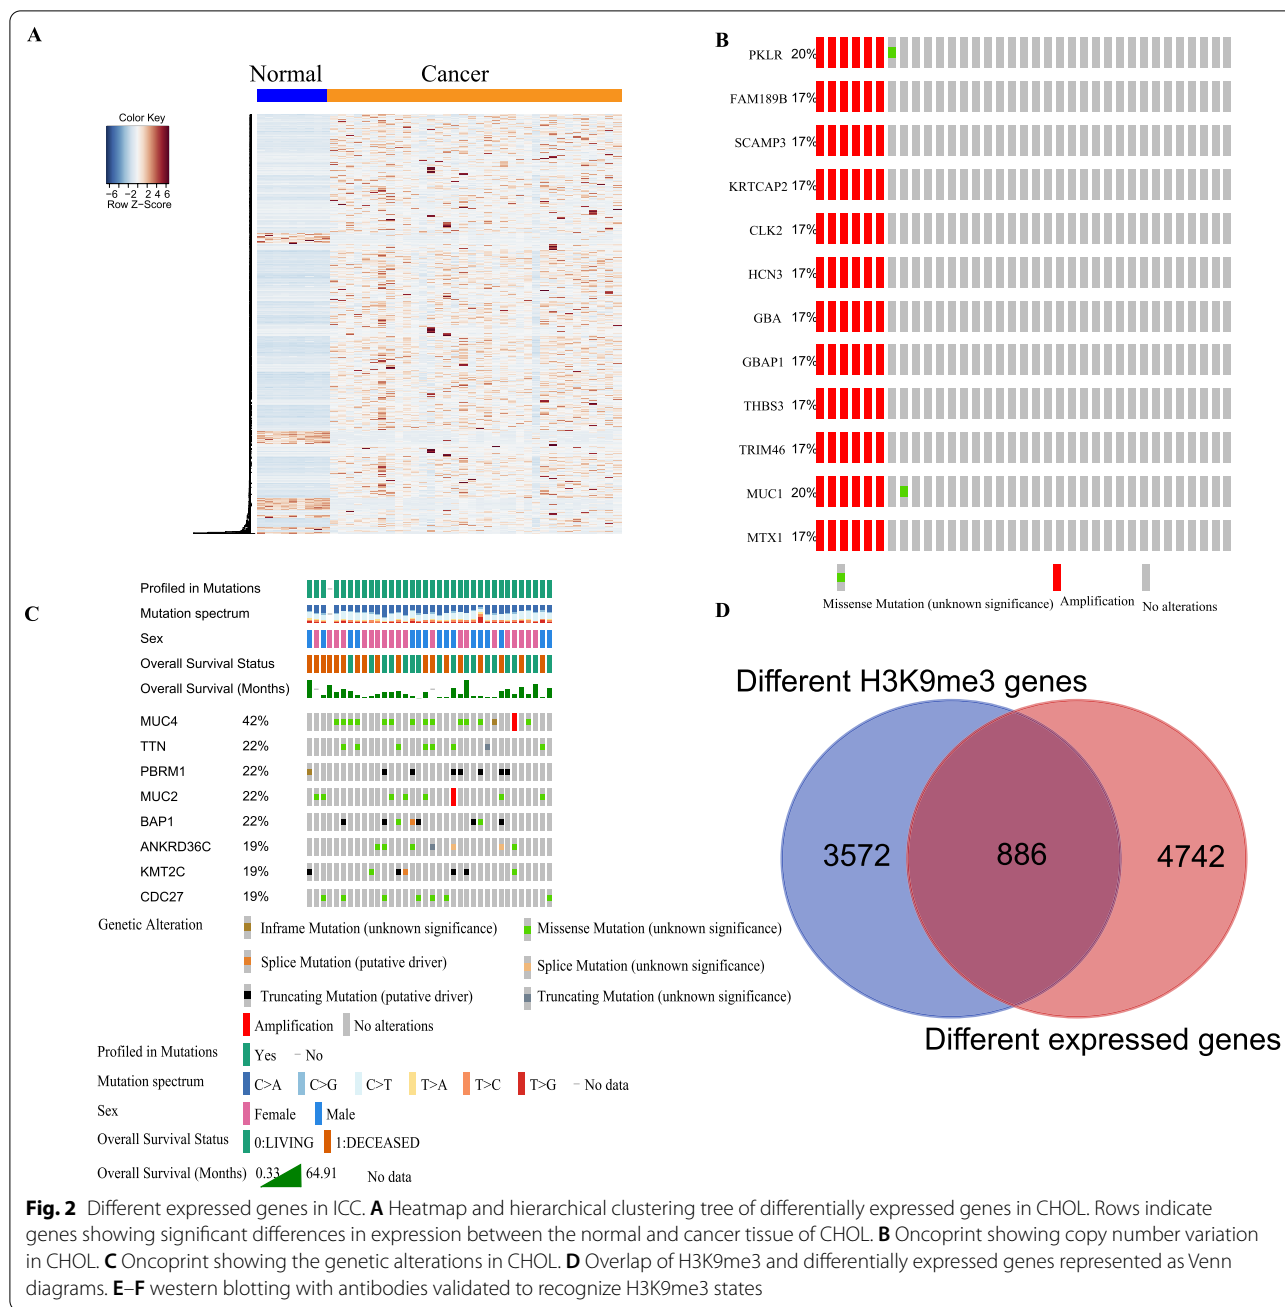 A
Normal Cancer
Color Key
−6 −2 2 4 6
Row Z−Score
B
PKLR 20%
FAM189B 17%
SCAMP3 17%
KRTCAP2 17%
CLK2 17%
HCN3 17%
GBA 17%
GBAP1 17%
THBS3 17%
TRIM46 17%
MUC1 20%
MTX1 17%
Missense Mutation (unknown significance) Amplification No alterations
C
Profiled in Mutations
Mutation spectrum
Sex
Overall Survival Status
Overall Survival (Months)
MUC4 42%
TTN 22%
PBRM1 22%
MUC2 22%
BAP1 22%
ANKRD36C 19%
KMT2C 19%
CDC27 19%
Genetic Alteration Inframe Mutation (unknown significance) Missense Mutation (unknown significance)
Splice Mutation (putative driver) Splice Mutation (unknown significance)
Truncating Mutation (putative driver) Truncating Mutation (unknown significance)
Amplification No alterations
Profiled in Mutations Yes – No
Mutation spectrum C>A C>G C>T T>A T>C T>G – No data
Sex Female Male
Overall Survival Status 0:LIVING 1:DECEASED
Overall Survival (Months) 0.33 64.91 No data
D
Different H3K9me3 genes
3572 886 4742
Different expressed genes
Fig. 2 Different expressed genes in ICC. A Heatmap and hierarchical clustering tree of differentially expressed genes in CHOL. Rows indicate
genes showing significant differences in expression between the normal and cancer tissue of CHOL. B Oncoprint showing copy number variation
in CHOL. C Oncoprint showing the genetic alterations in CHOL. D Overlap of H3K9me3 and differentially expressed genes represented as Venn
diagrams. E–F western blotting with antibodies validated to recognize H3K9me3 states